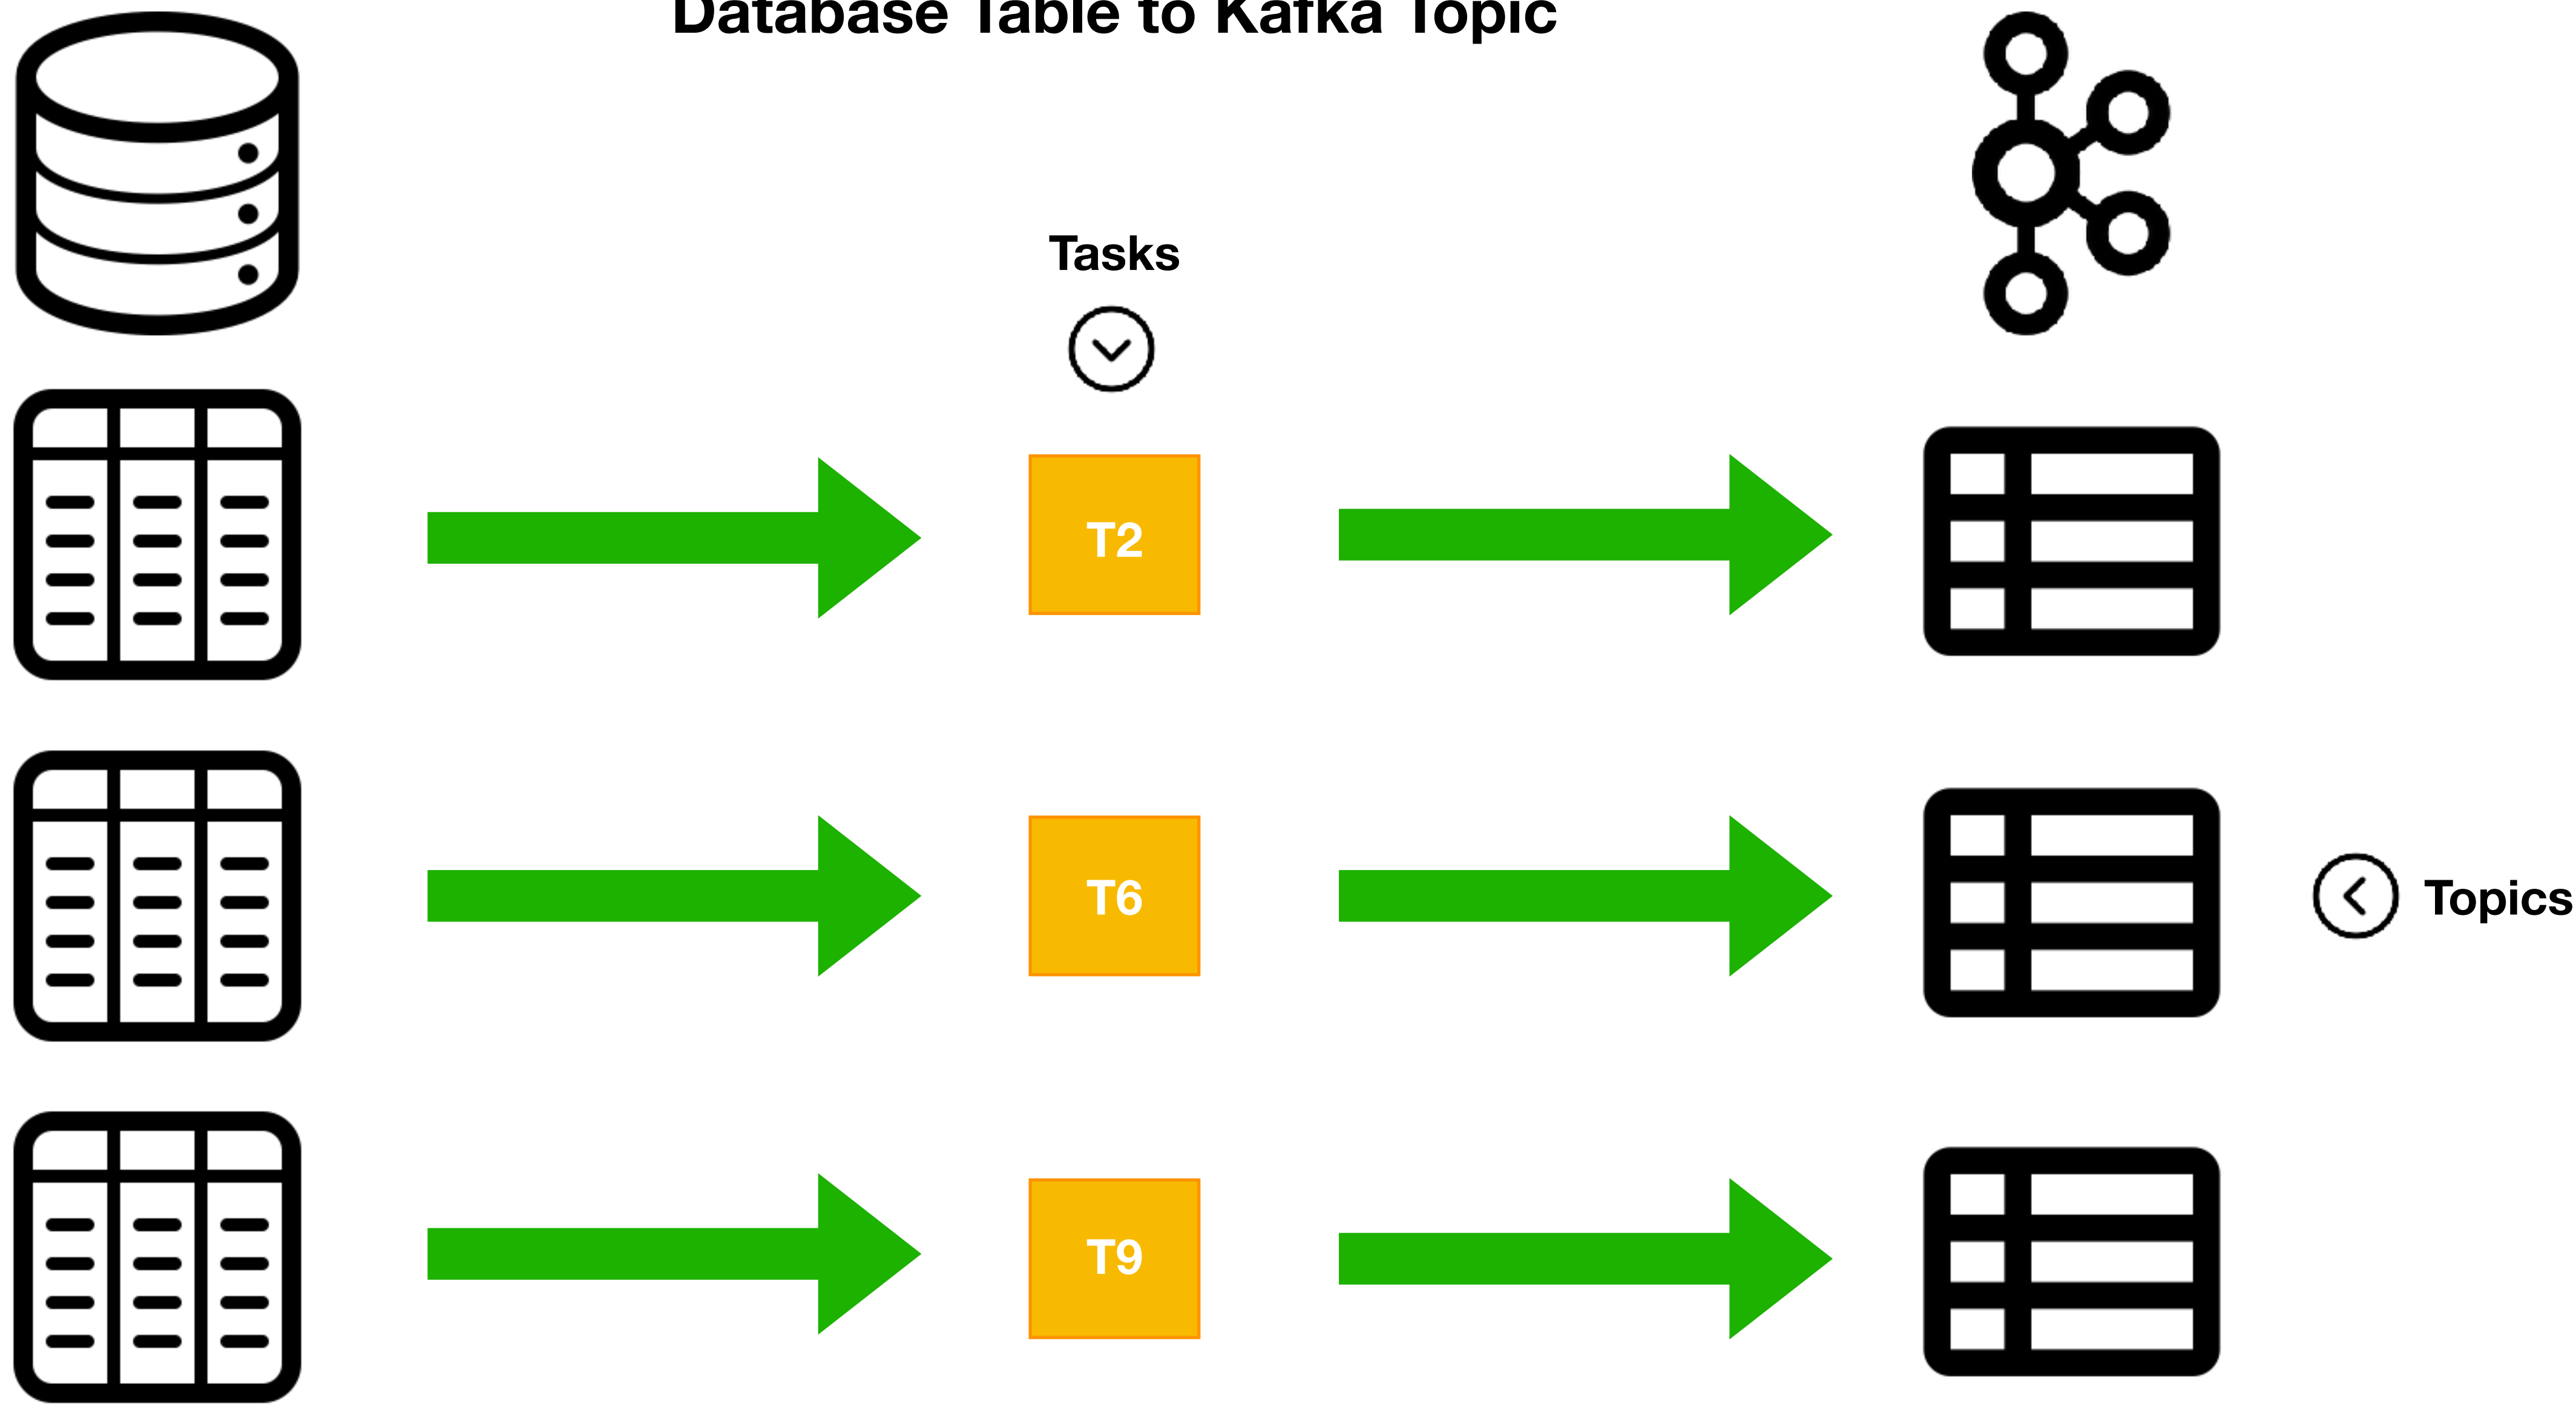 Database Table to Kafka Topic
Tasks
T2
T6
Topics
T9